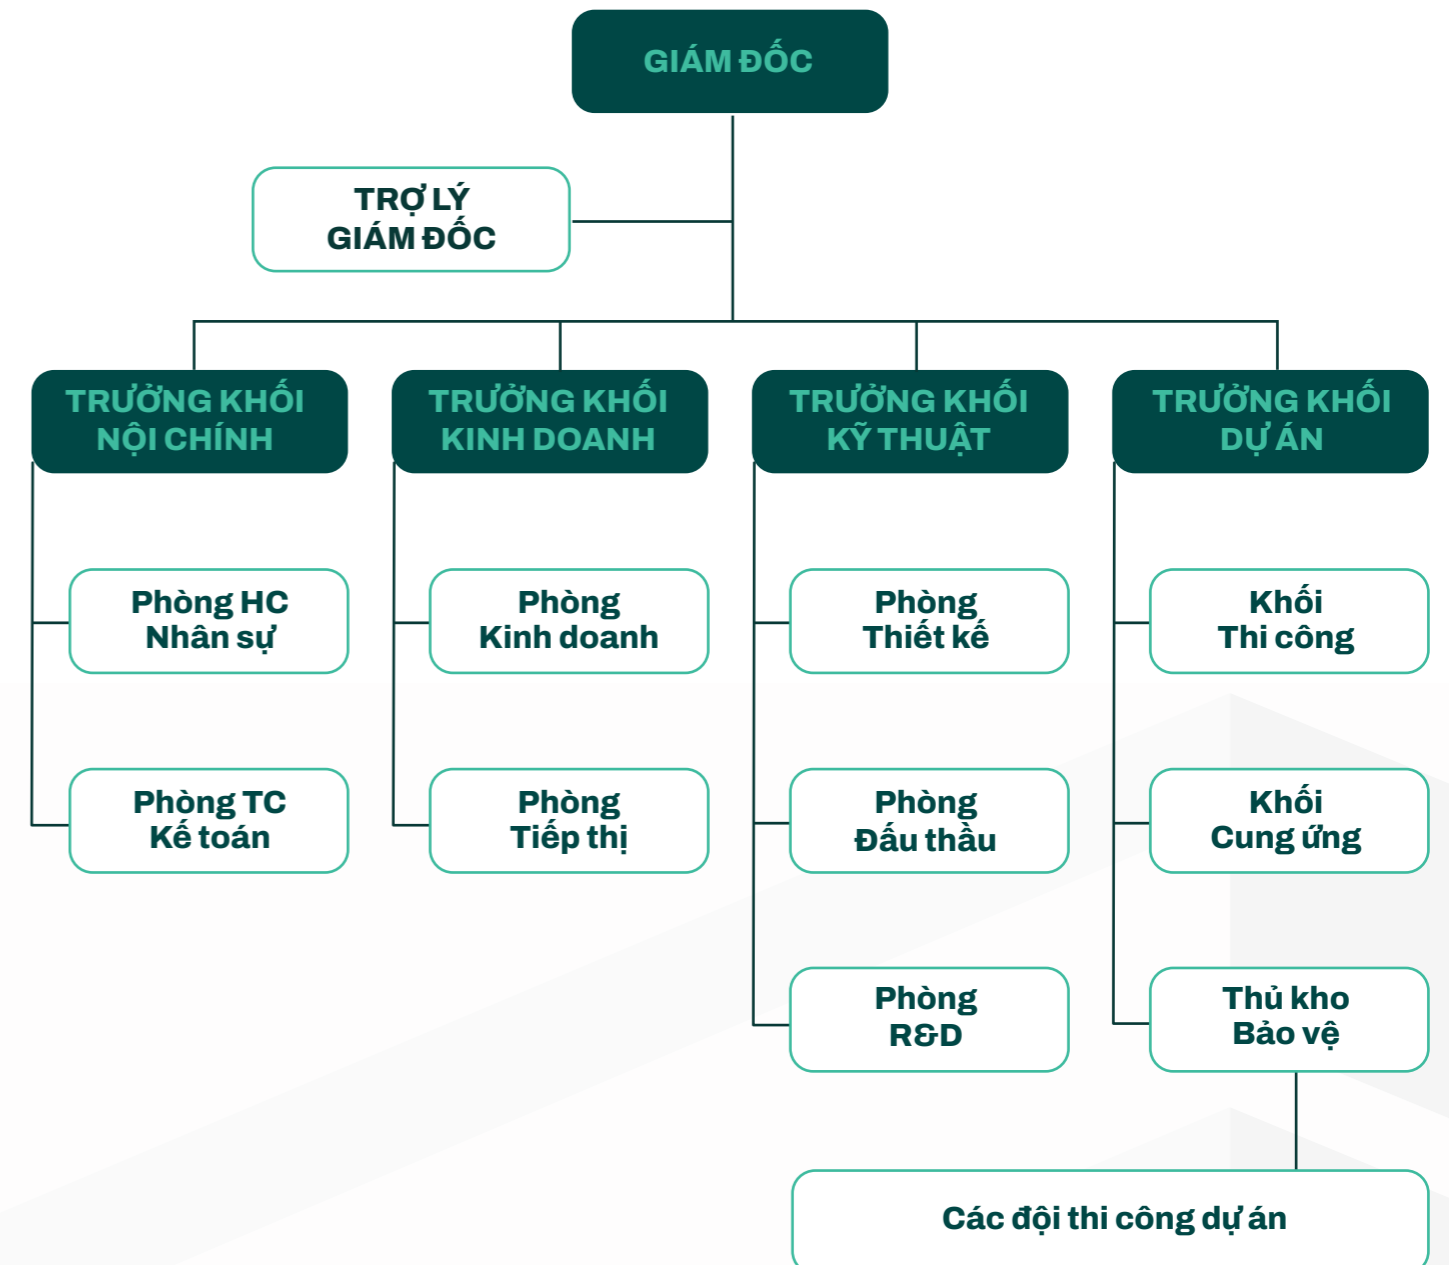 GIÁM ĐỐC
TRỢ LÝ
GIÁM ĐỐC
TRƯỞNG KHỐI
NỘI CHÍNH
TRƯỞNG KHỐI
KINH DOANH
TRƯỞNG KHỐI
KỸ THUẬT
TRƯỞNG KHỐI
DỰ ÁN
Phòng HC
Nhân sự
Phòng
Kinh doanh
Phòng
Thiết kế
Khối
Thi công
Phòng TC
Kế toán
Phòng
Tiếp thị
Phòng
Đấu thầu
Khối
Cung ứng
Phòng
R&D
Thủ kho
Bảo vệ
Các đội thi công dự án